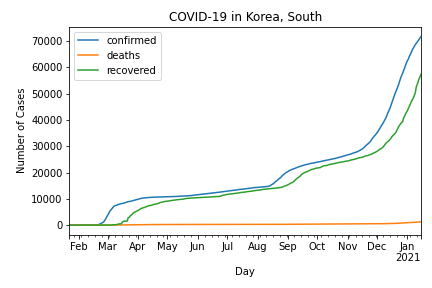 COVID-19 in Korea, South
confirmed
deaths
recovered
Number of Cases
70000
60000
50000
40000
30000
20000
10000
0
Feb Mar Apr May Jun Jul Aug Sep Oct Nov Dec Jan
2021
Day